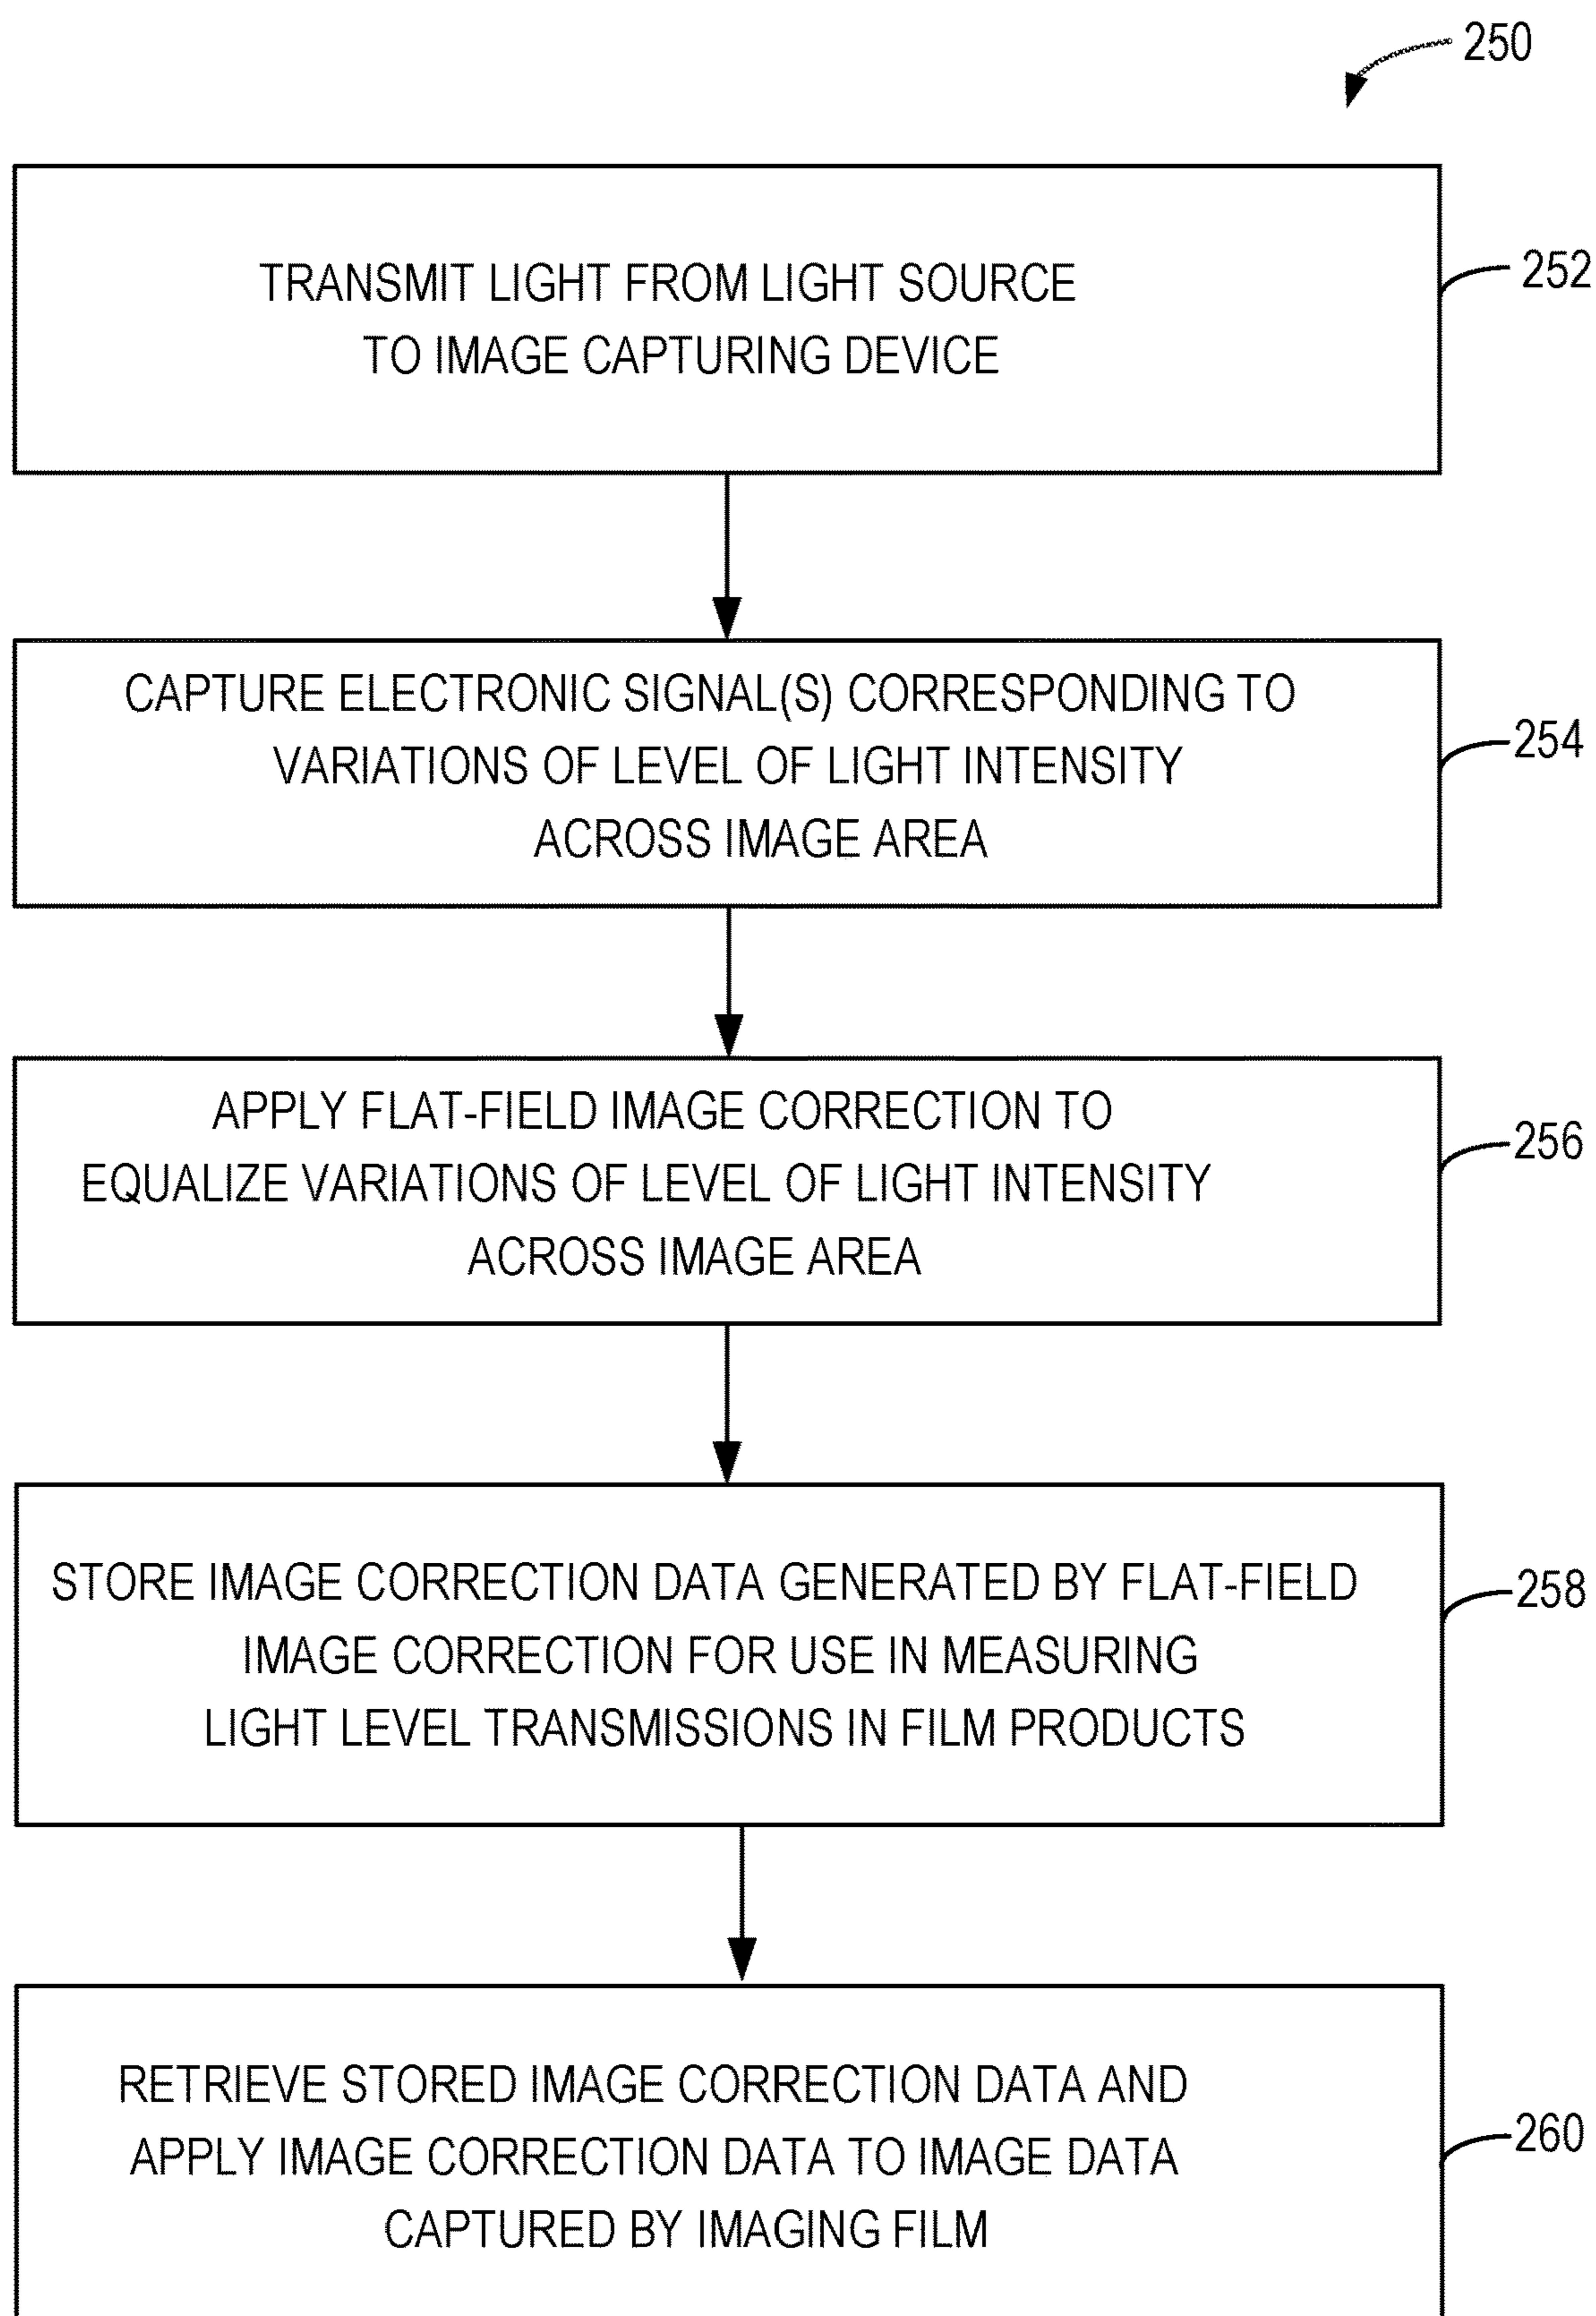 250
TRANSMIT LIGHT FROM LIGHT SOURCE
TO IMAGE CAPTURING DEVICE
252
CAPTURE ELECTRONIC SIGNAL(S) CORRESPONDING TO
VARIATIONS OF LEVEL OF LIGHT INTENSITY
ACROSS IMAGE AREA
254
APPLY FLAT-FIELD IMAGE CORRECTION TO
EQUALIZE VARIATIONS OF LEVEL OF LIGHT INTENSITY
ACROSS IMAGE AREA
256
STORE IMAGE CORRECTION DATA GENERATED BY FLAT-FIELD
IMAGE CORRECTION FOR USE IN MEASURING
LIGHT LEVEL TRANSMISSIONS IN FILM PRODUCTS
258
RETRIEVE STORED IMAGE CORRECTION DATA AND
APPLY IMAGE CORRECTION DATA TO IMAGE DATA
CAPTURED BY IMAGING FILM
260